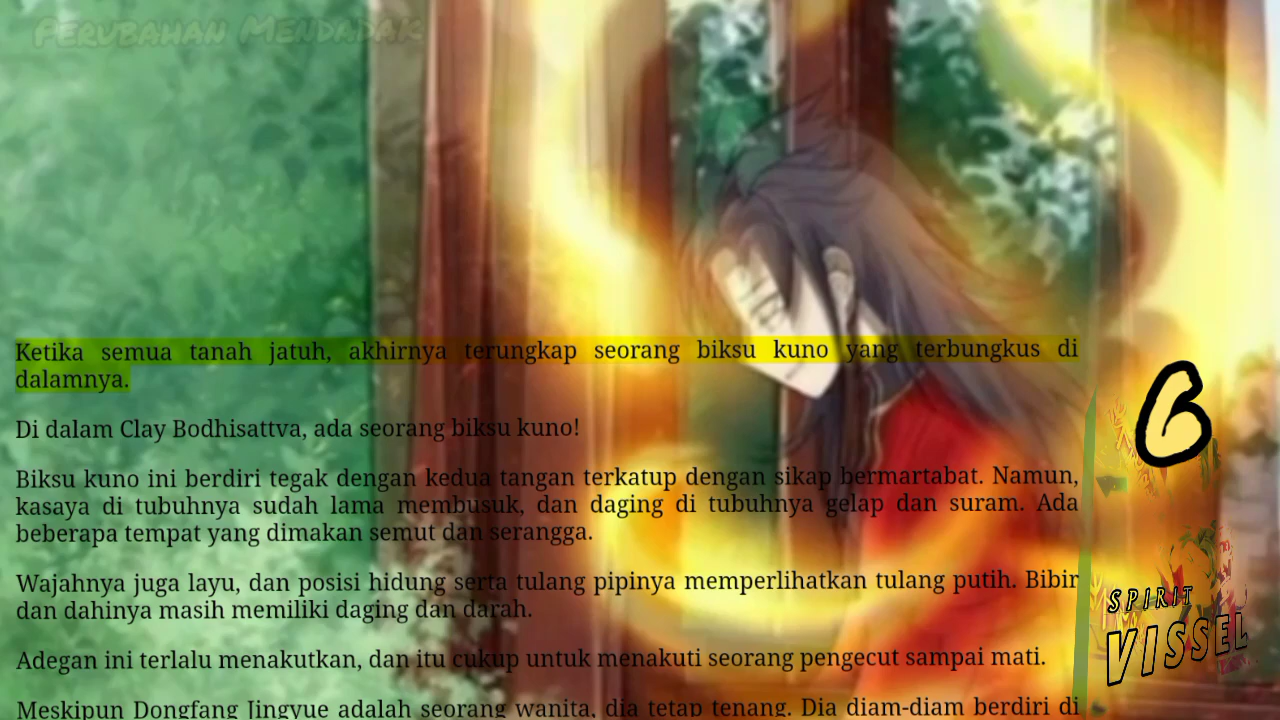 Perubahan Mendadak
Ketika semua tanah jatuh, akhirnya terungkap seorang biksu kuno yang terbungkus di
dalamnya.
Di dalam Clay Bodhisattva, ada seorang biksu kuno!
Biksu kuno ini berdiri tegak dengan kedua tangan terkatup dengan sikap bermartabat. Namun,
kasaya di tubuhnya sudah lama membusuk, dan daging di tubuhnya gelap dan suram. Ada
beberapa tempat yang dimakan semut dan serangga.
Wajahnya juga layu, dan posisi hidung serta tulang pipinya memperlihatkan tulang putih. Bibir
dan dahinya masih memiliki daging dan darah.
Adegan ini terlalu menakutkan, dan itu cukup untuk menakuti seorang pengecut sampai mati.
Meskipun Dongfang Jingyue adalah seorang wanita, dia tetap tenang. Dia diam-diam berdiri di
SPIRIT
VISSEL